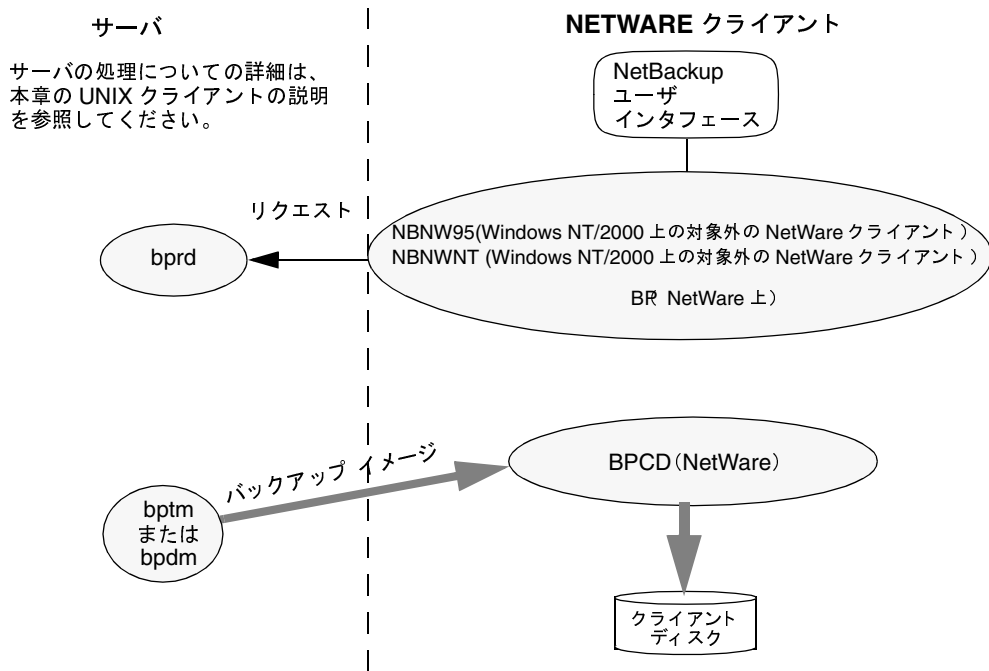 サーバ
サーバの処理についての詳細は、
本章の UNIX クライアントの説明
を参照してください。
NETWARE クライアント
NetBackup
ユーザ
インタフェース
リクエスト
bprd
NBNW95(Windows NT/2000 上の対象外の NetWare クライアント )
NBNWNT (Windows NT/2000 上の対象外の NetWare クライアント )
BP( NetWare 上)
バックアップ イメージ
bptm
または
bpdm
BPCD(NetWare)
クライアント
ディスク